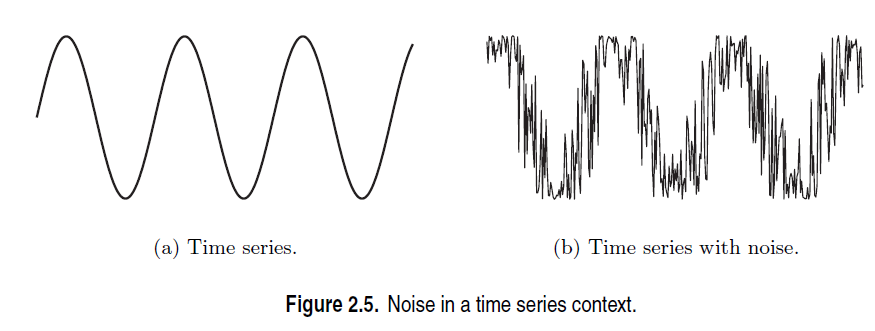 (a) Time series.
(b) Time series with noise.
Figure 2.5. Noise in a time series context.